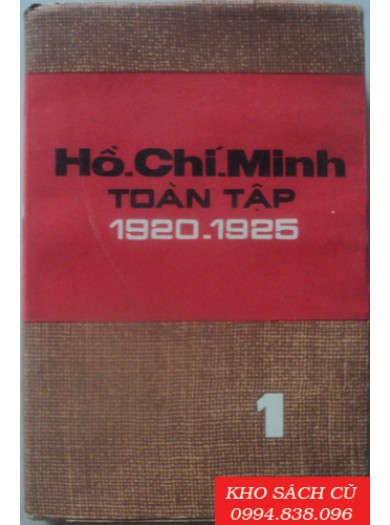 Hồ.Chí.Minh
TOÀN TẬP
1920.1925
1
KHO SÁCH CŨ
0994.838.096